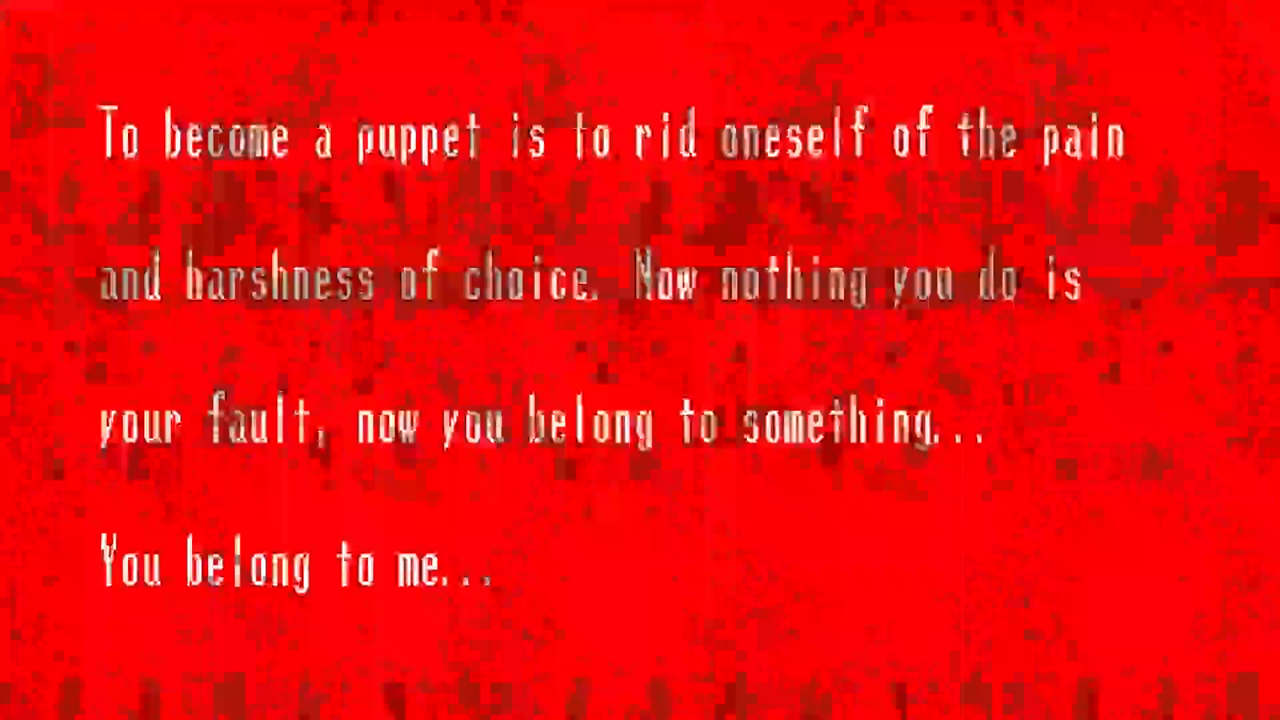 To become a puppet is to rid oneself of the pain
and harshness of choice. Now nothing you do is
your fault, now you belong to something...
You belong to me...